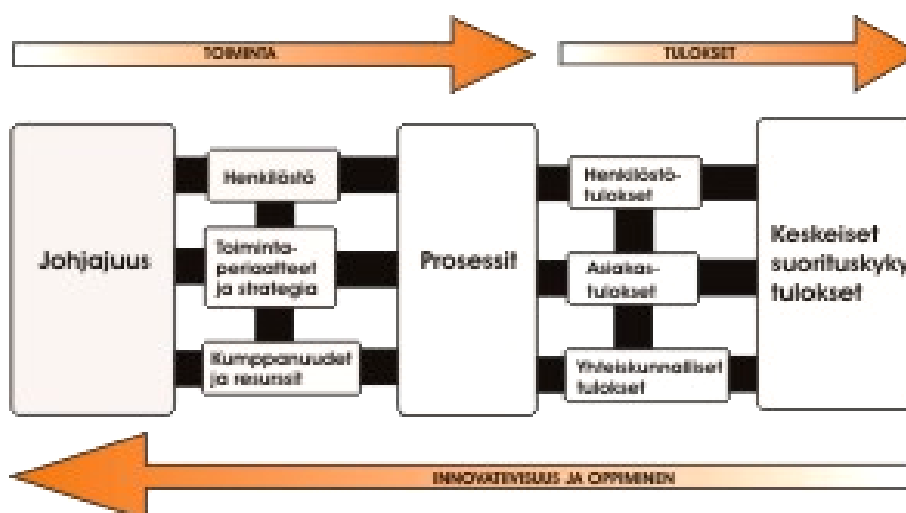 TOIMINTA
TULOKSET
Johjajuus
Henkilöstö
Toiminta-
periaatteet
ja strategia
Kumppanuudet
ja resurssit
Prosessit
Henkilöstö-
tulokset
Asiakas-
tulokset
Yhteiskunnalliset
tulokset
Keskeiset
suorituskyky
tulokset
INNOVATIIVISUUS JA OPPIMINEN